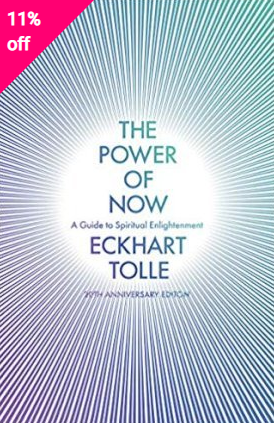 11%
off
THE
POWER
OF
NOW
A Guide to Spiritual Enlightenment
ECKHART
TOLLE
20TH ANNIVERSARY EDITION